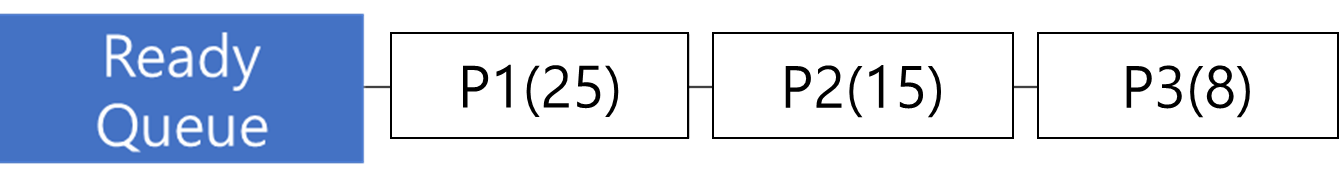 Ready
Queue
P1(25)
P2(15)
P3(8)